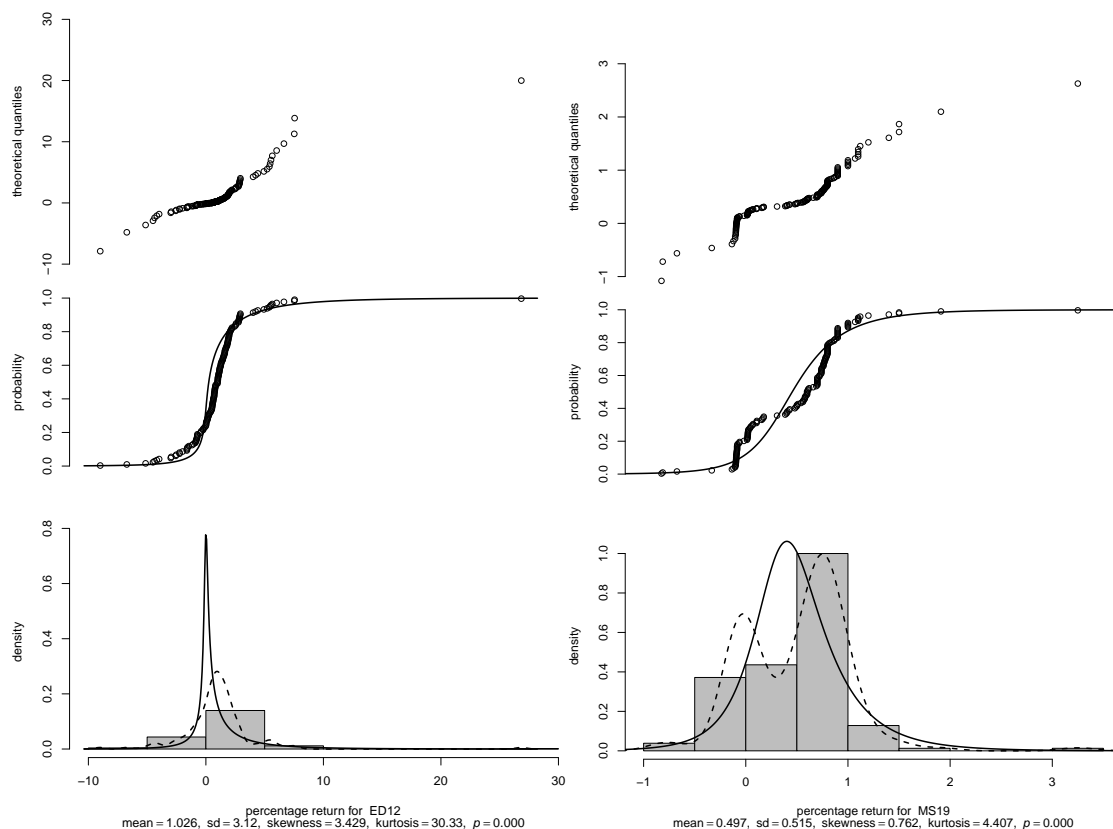 30
20
10
0
−10
theoretical quantiles
3
2
1
0
−1
theoretical quantiles
1.0
0.8
0.6
0.4
0.2
0.0
probability
1.0
0.8
0.6
0.4
0.2
0.0
probability
0.8
0.6
0.4
0.2
0.0
density
1.0
0.8
0.6
0.4
0.2
0.0
density
−10 0 10 20 30
percentage return for ED12
mean = 1.026, sd = 3.12, skewness = 3.429, kurtosis = 30.33, p = 0.000
−1 0 1 2 3
percentage return for MS19
mean = 0.497, sd = 0.515, skewness = 0.762, kurtosis = 4.407, p = 0.000